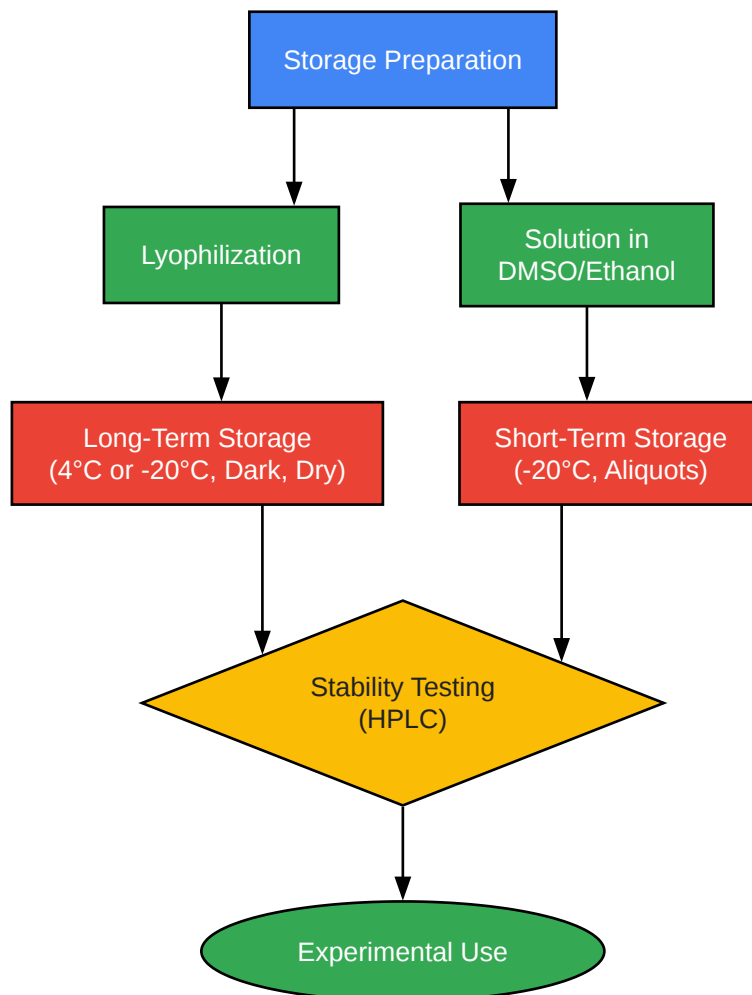 Storage Preparation
Lyophilization
Solution in
DMSO/Ethanol
Long-Term Storage
(4°C or -20°C, Dark, Dry)
Short-Term Storage
(-20°C, Aliquots)
Stability Testing
(HPLC)
Experimental Use